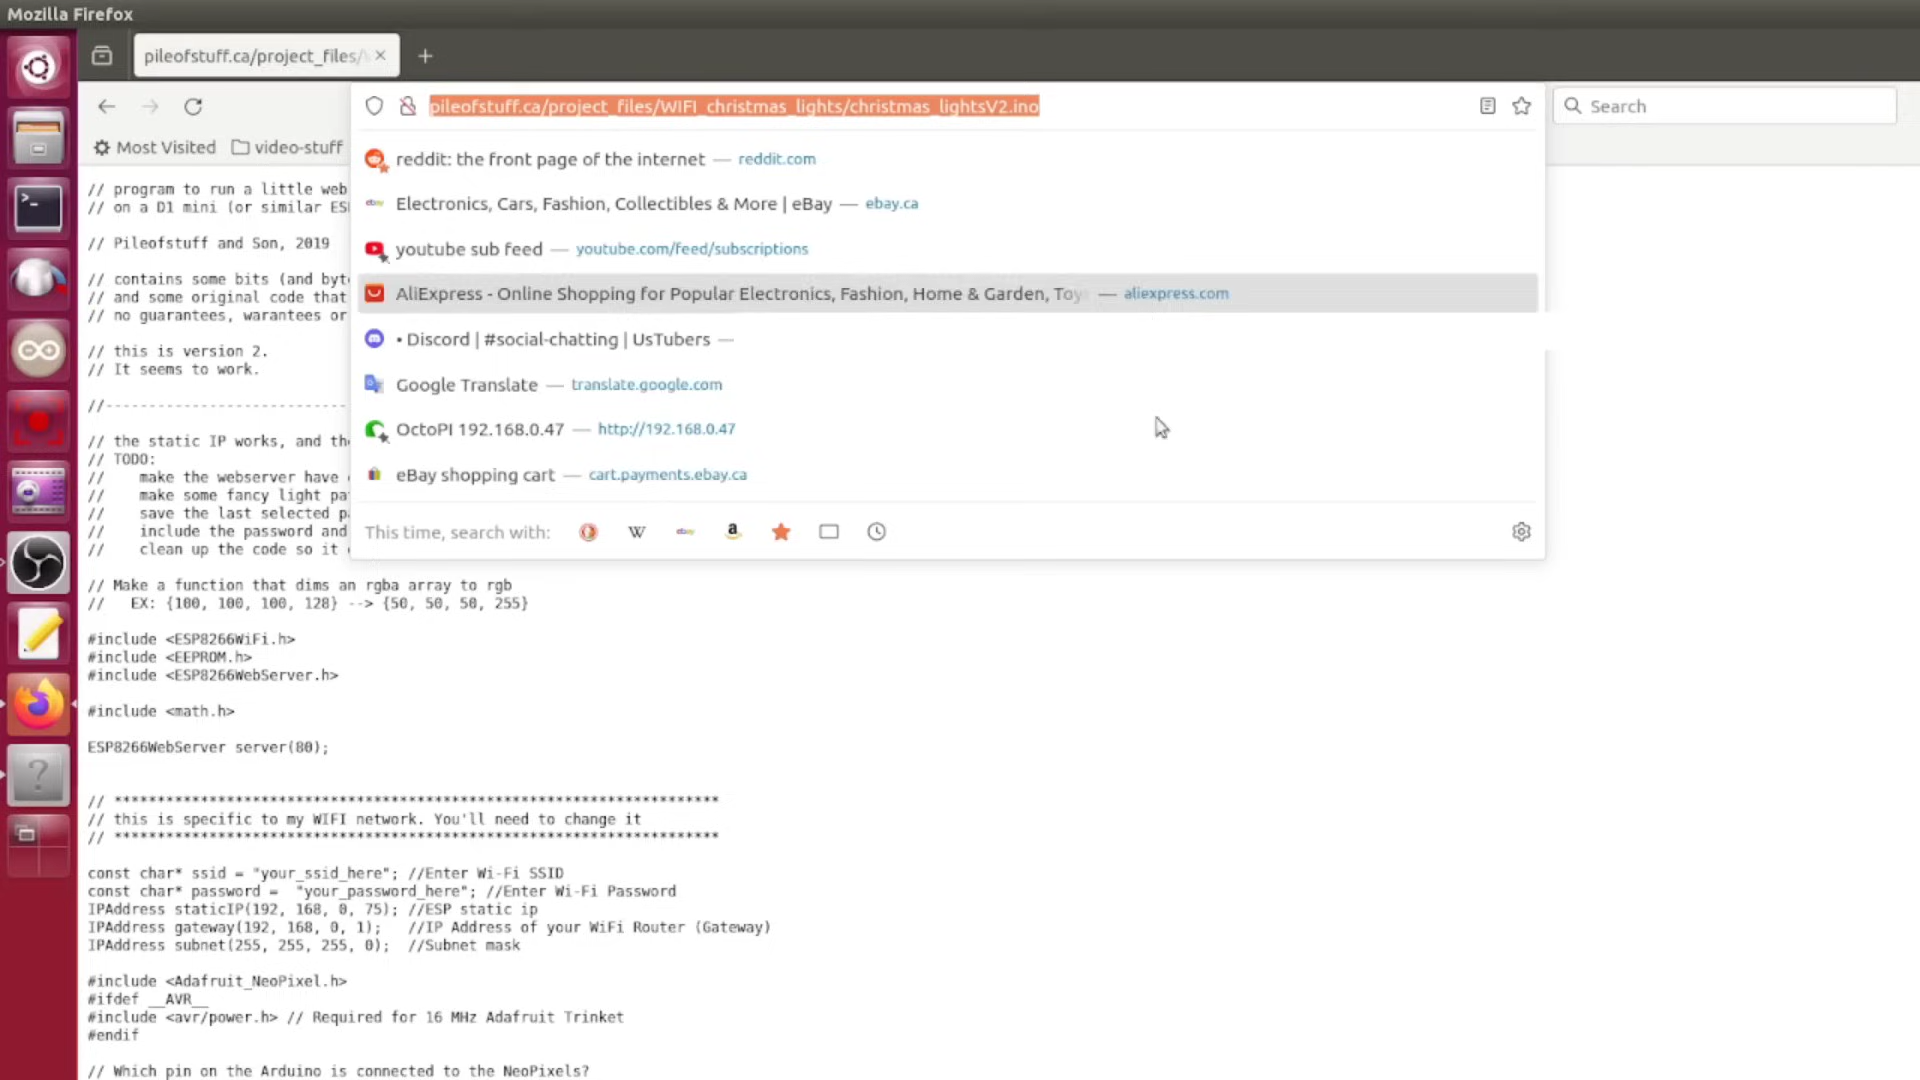 Mozilla Firefox
pileofstuff.ca/project_files/
pileofstuff.ca/project_files/WIFI_christmas_lights/christmas_lightsV2.ino
Search
Most Visited
video-stuff
reddit: the front page of the internet — reddit.com
Electronics, Cars, Fashion, Collectibles & More | eBay — ebay.ca
youtube sub feed — youtube.com/feed/subscriptions
AliExpress - Online Shopping for Popular Electronics, Fashion, Home & Garden, Toy — aliexpress.com
• Discord | #social-chatting | UsTubers —
Google Translate — translate.google.com
OctoPI 192.168.0.47 — http://192.168.0.47
eBay shopping cart — cart.payments.ebay.ca
This time, search with:
// program to run a little web
// on a D1 mini (or similar
// Pileofstuff and Son, 2019
// contains some bits (and
// and some original code that
// no guarantees, warantees or
// this is version 2.
// It seems to work.
//------------------------------
// the static IP works, and
// TODO:
//    make the webserver have
//    make some fancy light
//    save the last selected
//    include the password and
//    clean up the code so it
// Make a function that dims an rgba array to rgb
//   EX: {100, 100, 100, 128} --> {50, 50, 50, 255}
#include <ESP8266WiFi.h>
#include <EEPROM.h>
#include <ESP8266WebServer.h>
#include <math.h>
ESP8266WebServer server(80);
// **********************************************************************
// this is specific to my WIFI network. You'll need to change it
// **********************************************************************
const char* ssid = "your_ssid_here"; //Enter Wi-Fi SSID
const char* password =  "your_password_here"; //Enter Wi-Fi Password
IPAddress staticIP(192, 168, 0, 75); //ESP static ip
IPAddress gateway(192, 168, 0, 1);   //IP Address of your WiFi Router (Gateway)
IPAddress subnet(255, 255, 255, 0);  //Subnet mask
#include <Adafruit_NeoPixel.h>
#ifdef __AVR__
#include <avr/power.h> // Required for 16 MHz Adafruit Trinket
#endif
// Which pin on the Arduino is connected to the NeoPixels?